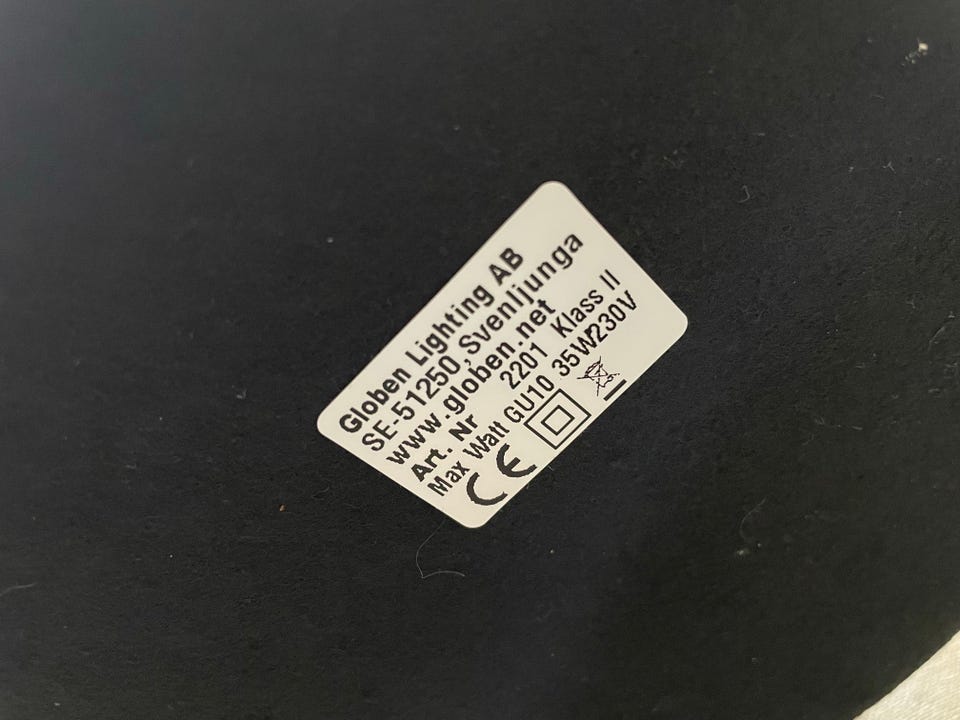 Globen Lighting AB
SE-51250, Svenljunga
www.globen.net
Art. Nr 2201 Klass II
Max Watt GU10 35W230V
CE